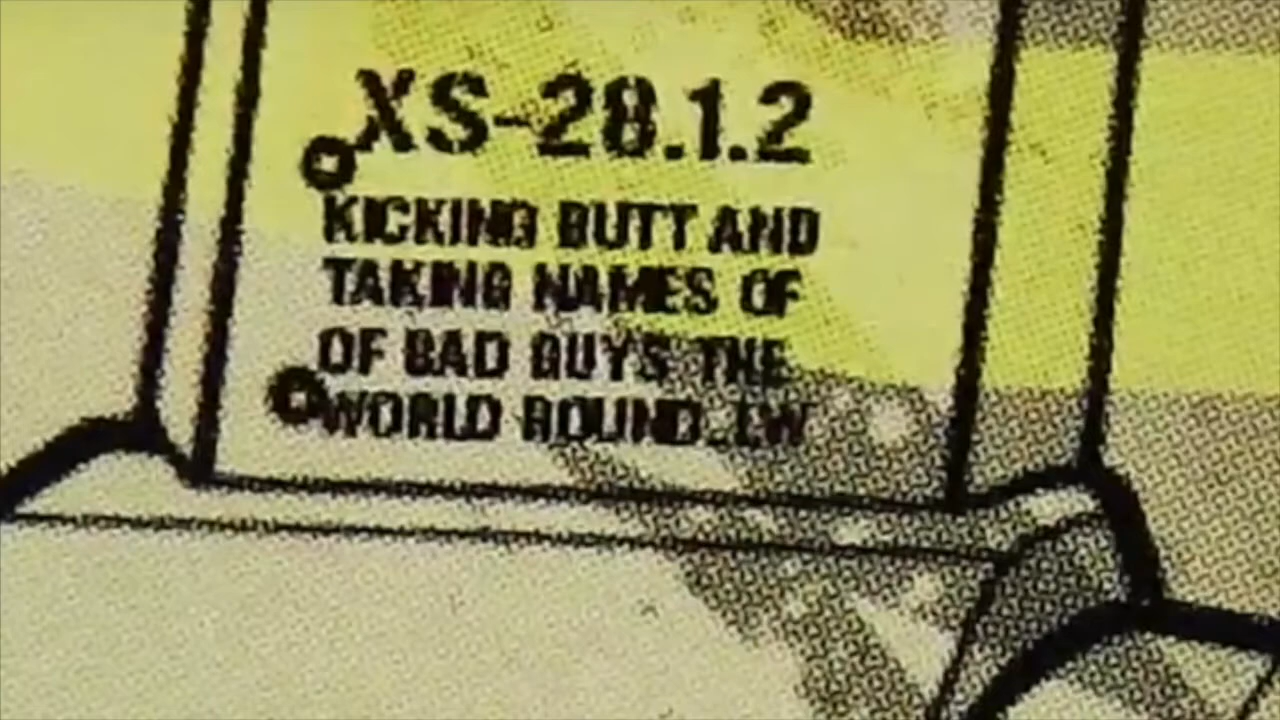 XS-28.1.2
KICKING BUTT AND
TAKING NAMES OF
OF BAD GUYS THE
WORLD ROUND.